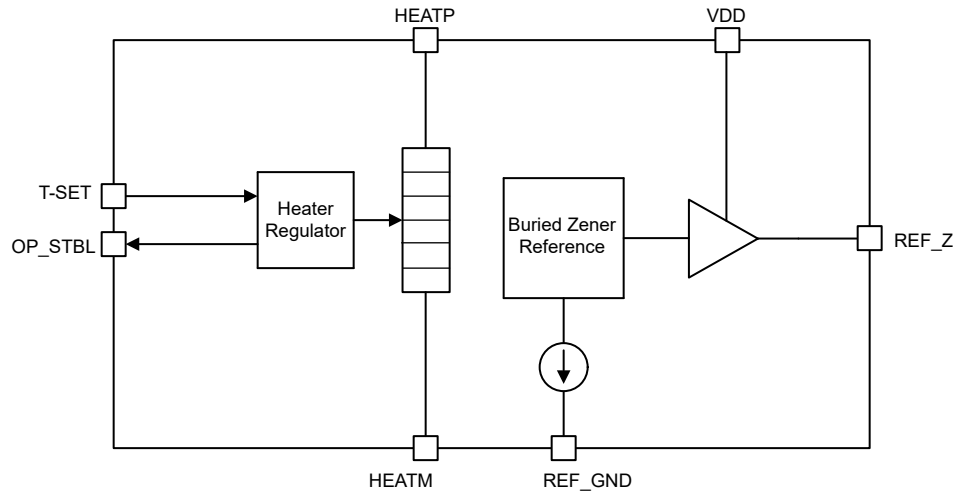 HEATP
VDD
T-SET
OP_STBL
Heater
Regulator
Buried Zener
Reference
REF_Z
HEATM
REF_GND